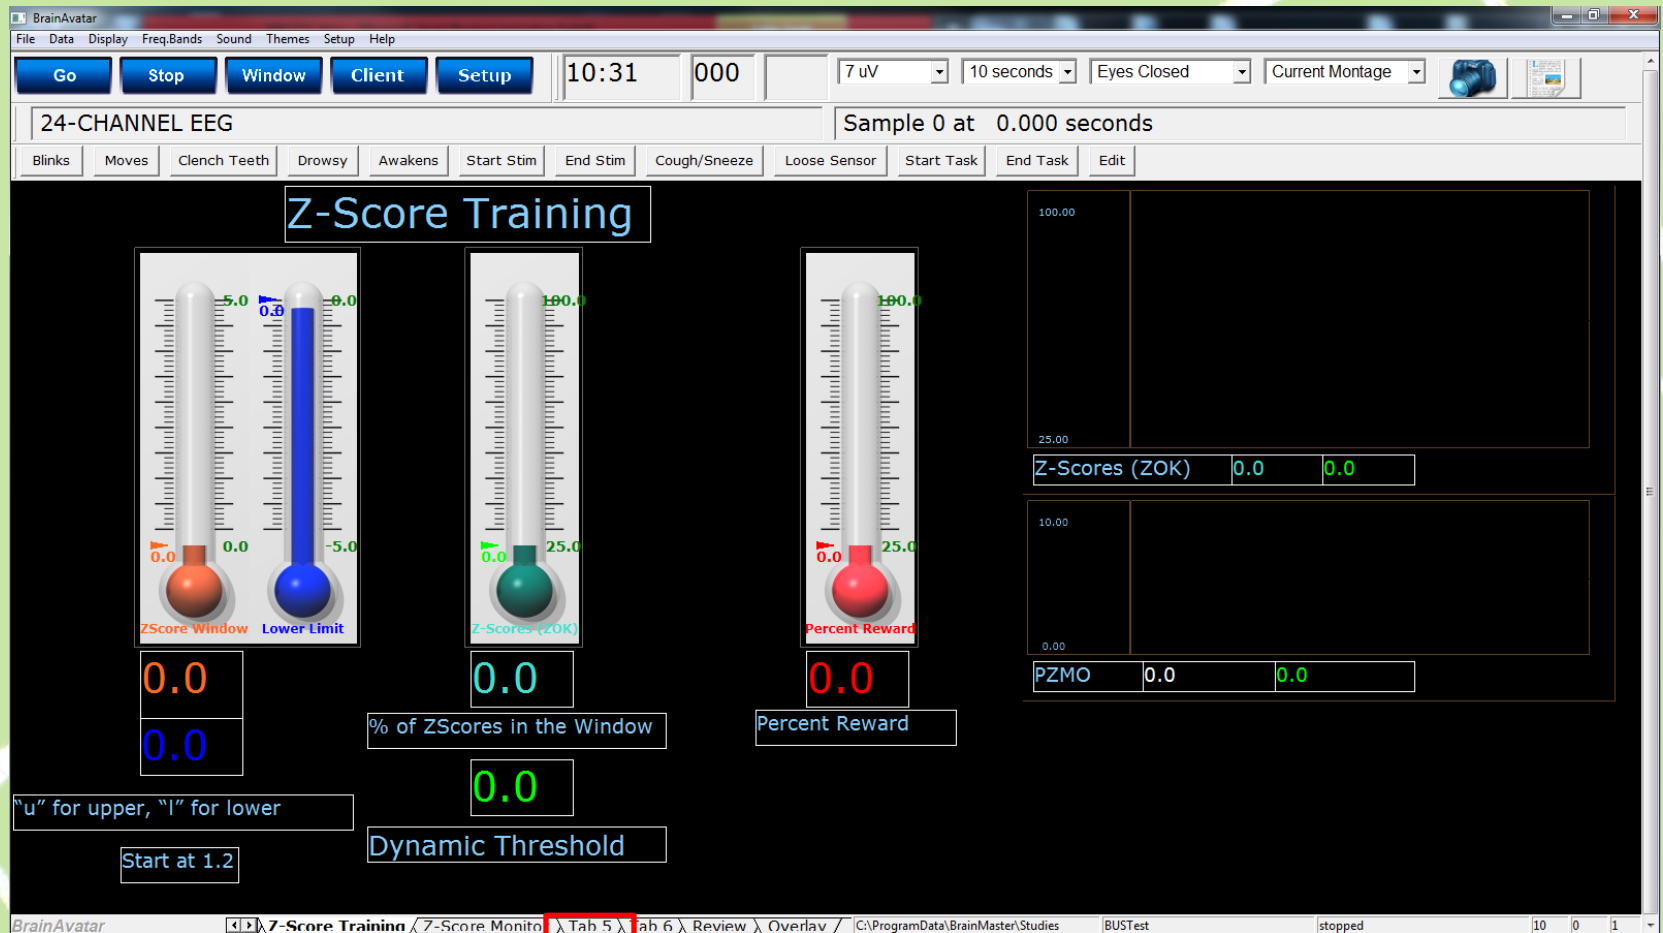 BrainAvatar
File Data Display Freq.Bands Sound Themes Setup Help
Go Stop Window Client Setup 10:31 000 7 uV 10 seconds Eyes Closed Current Montage
24-CHANNEL EEG Sample 0 at 0.000 seconds
Blinks Moves Clench Teeth Drowsy Awakens Start Stim End Stim Cough/Sneeze Loose Sensor Start Task End Task Edit
Z-Score Training
100.00
5.0 0.0 0.0 100.0 100.0
25.00
Z-Scores (ZOK) 0.0 0.0
10.00
0.0 0.0 -5.0 0.0 25.0 0.0 25.0
ZScore Window Lower Limit Z-Scores (ZOK) Percent Reward
0.00
PZMO 0.0 0.0
0.0 0.0 0.0
% of ZScores in the Window Percent Reward
0.0
0.0
"u" for upper, "l" for lower
Dynamic Threshold
Start at 1.2
BrainAvatar Z-Score Training Z-Score Monito Tab 5 Tab 6 Review Overlay C:\ProgramData\BrainMaster\Studies BUSTest stopped 10 0 1